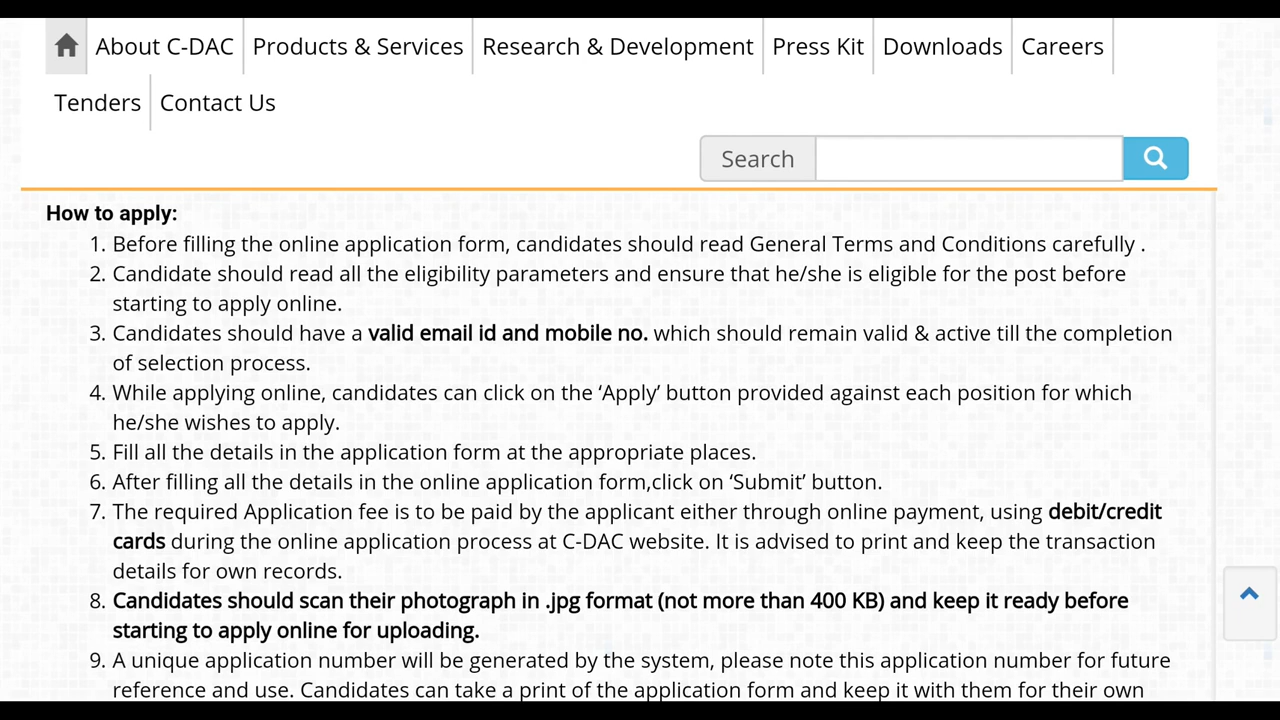 About C-DAC Products & Services Research & Development Press Kit Downloads Careers
Tenders Contact Us
Search
How to apply:
1. Before filling the online application form, candidates should read General Terms and Conditions carefully .
2. Candidate should read all the eligibility parameters and ensure that he/she is eligible for the post before
starting to apply online.
3. Candidates should have a valid email id and mobile no. which should remain valid & active till the completion
of selection process.
4. While applying online, candidates can click on the ‘Apply’ button provided against each position for which
he/she wishes to apply.
5. Fill all the details in the application form at the appropriate places.
6. After filling all the details in the online application form,click on ‘Submit’ button.
7. The required Application fee is to be paid by the applicant either through online payment, using debit/credit
cards during the online application process at C-DAC website. It is advised to print and keep the transaction
details for own records.
8. Candidates should scan their photograph in .jpg format (not more than 400 KB) and keep it ready before
starting to apply online for uploading.
9. A unique application number will be generated by the system, please note this application number for future
reference and use. Candidates can take a print of the application form and keep it with them for their own